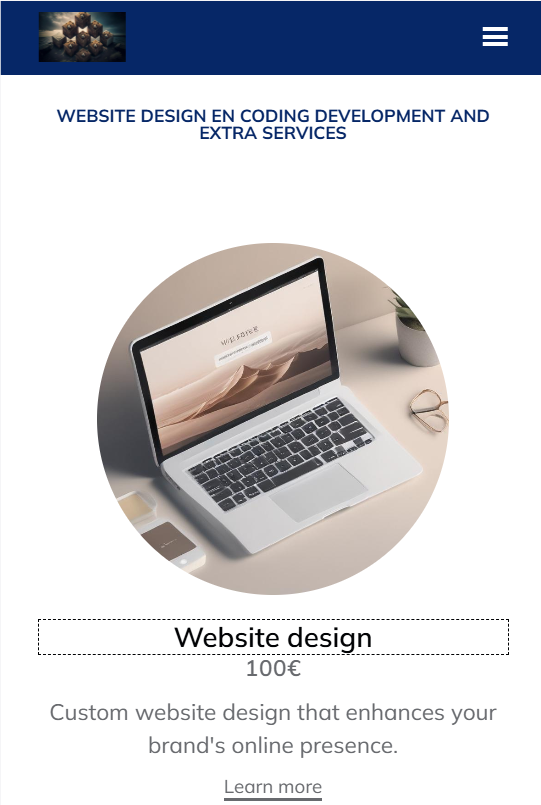 WEBSITE DESIGN EN CODING DEVELOPMENT AND
EXTRA SERVICES
Website design
100€
Custom website design that enhances your
brand's online presence.
Learn more